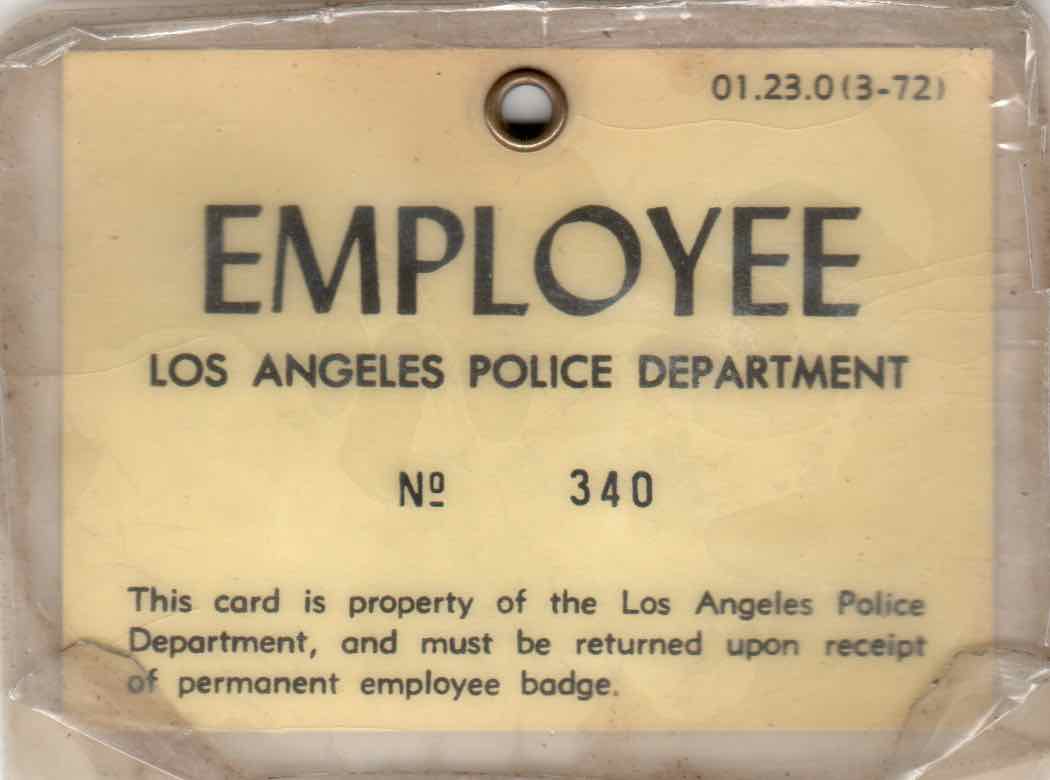 01.23.0 (3-72)
EMPLOYEE
LOS ANGELES POLICE DEPARTMENT
Nº 340
This card is property of the Los Angeles Police
Department, and must be returned upon receipt
of permanent employee badge.